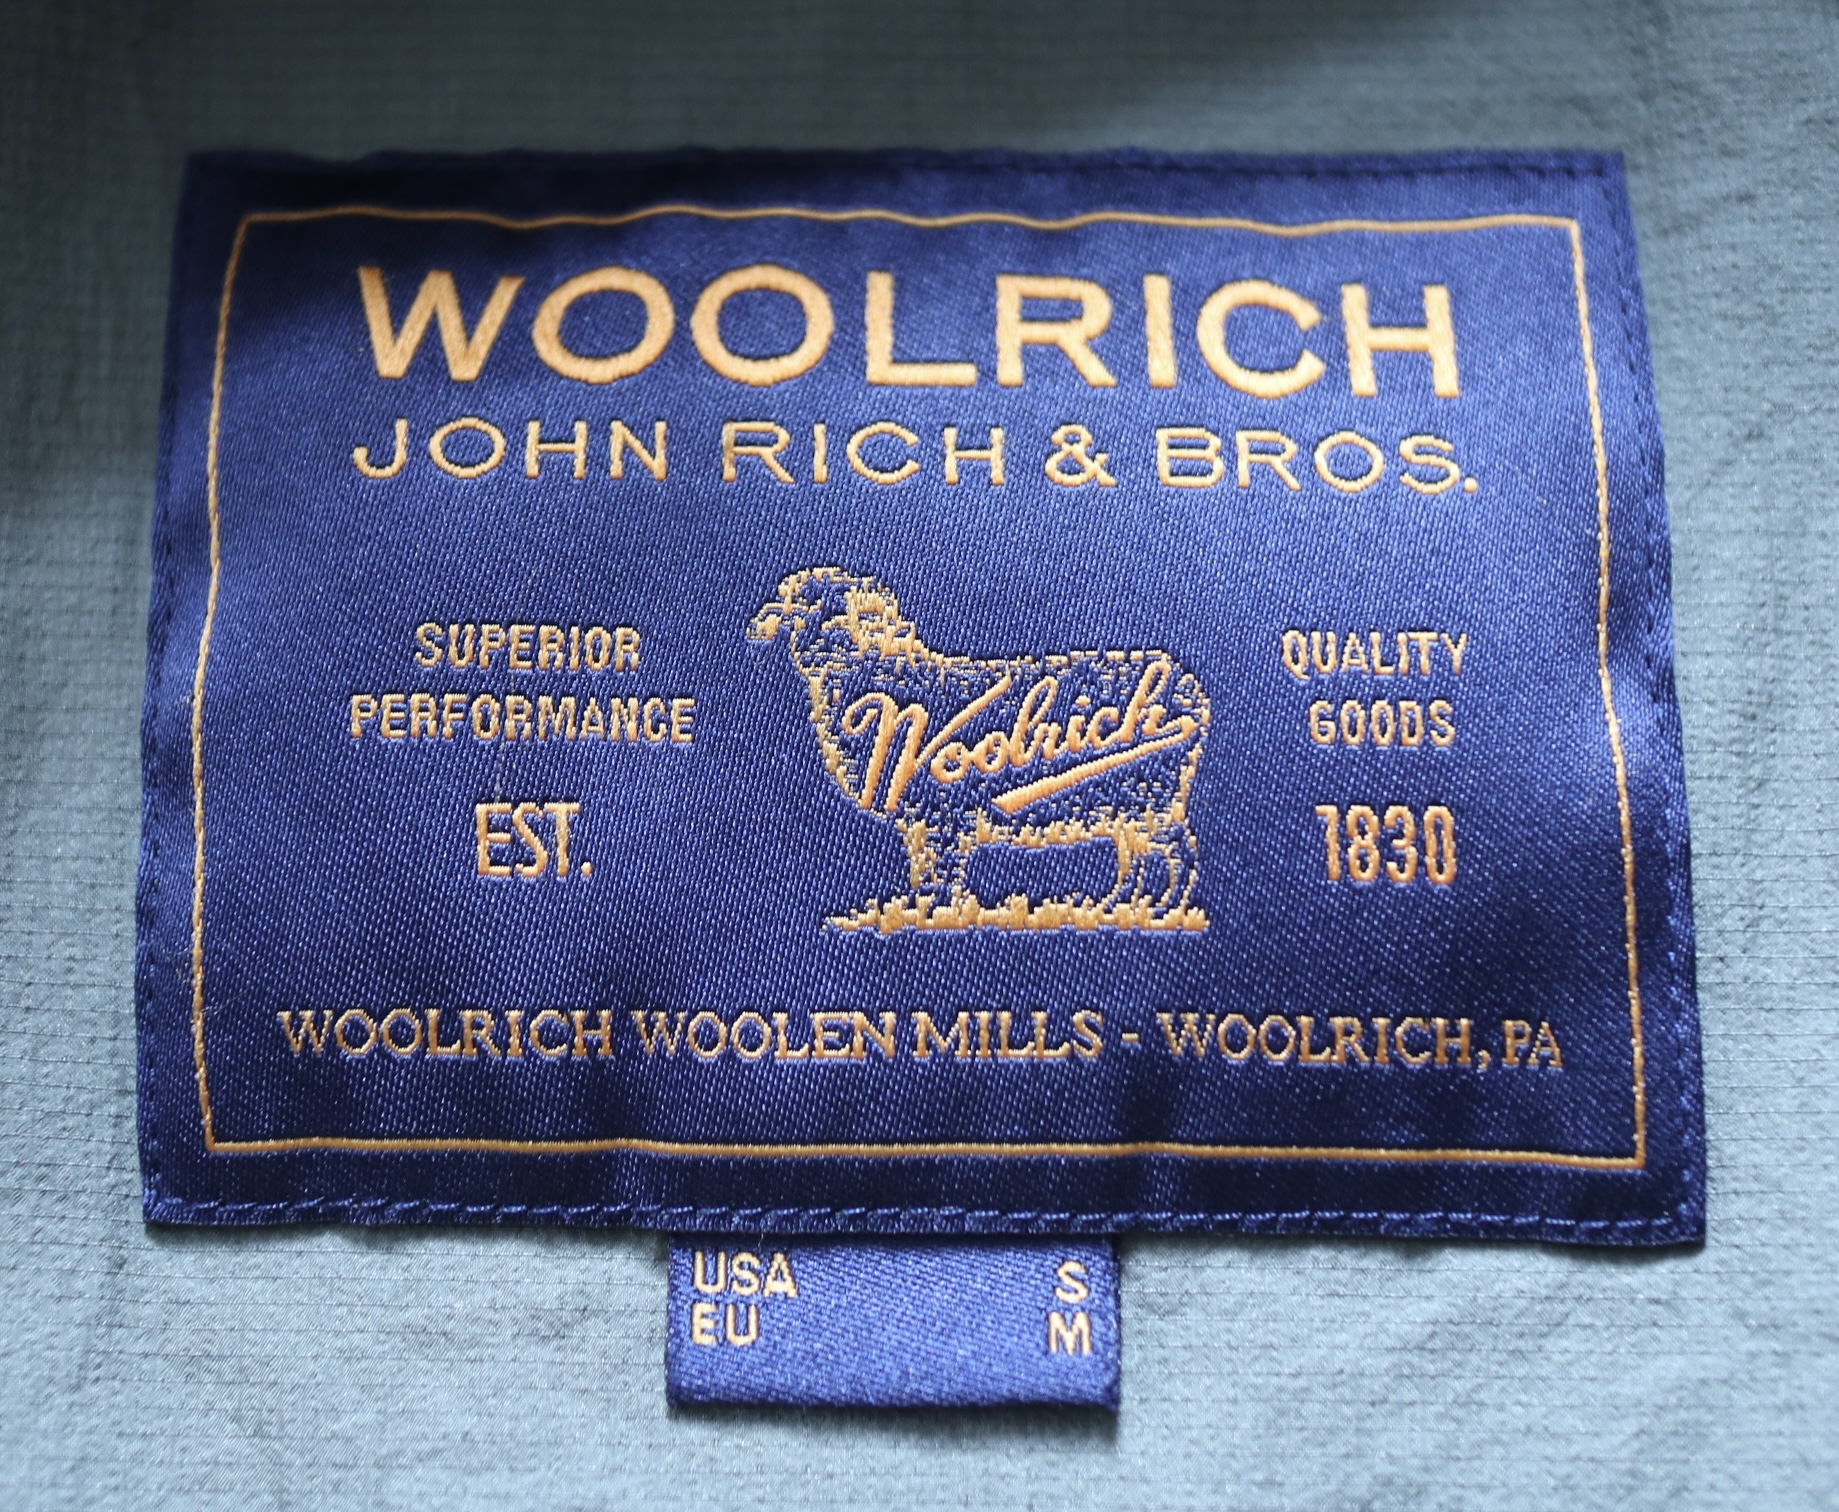 WOOLRICH
JOHN RICH & BROS.
SUPERIOR
PERFORMANCE
EST.
Woolrich
QUALITY
GOODS
1830
WOOLRICH WOOLEN MILLS - WOOLRICH, PA
USA S
EU M